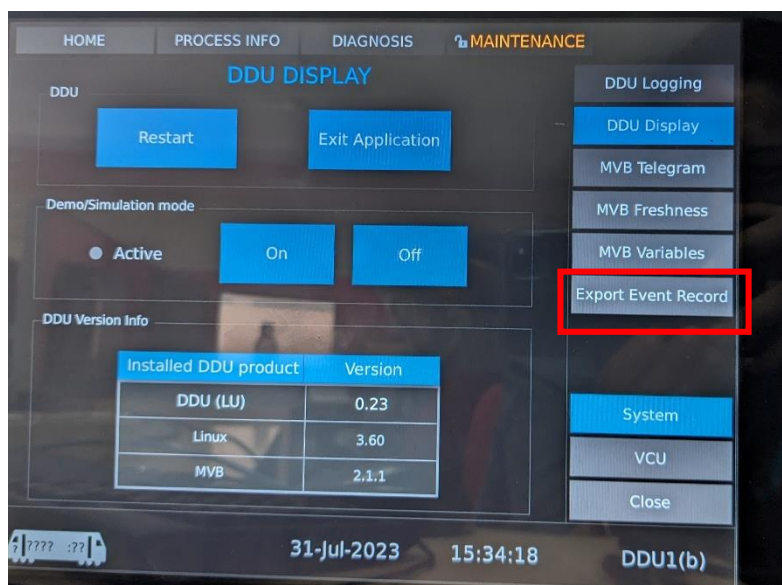 HOME PROCESS INFO DIAGNOSIS MAINTENANCE
DDU DISPLAY
DDU
Restart Exit Application
Demo/Simulation mode
Active On Off
DDU Version Info
Installed DDU product Version
DDU (LU) 0.23
Linux 3.60
MVB 2.1.1
DDU Logging
DDU Display
MVB Telegram
MVB Freshness
MVB Variables
Export Event Record
System
VCU
Close
? ???? :?? 31-Jul-2023 15:34:18 DDU1(b)